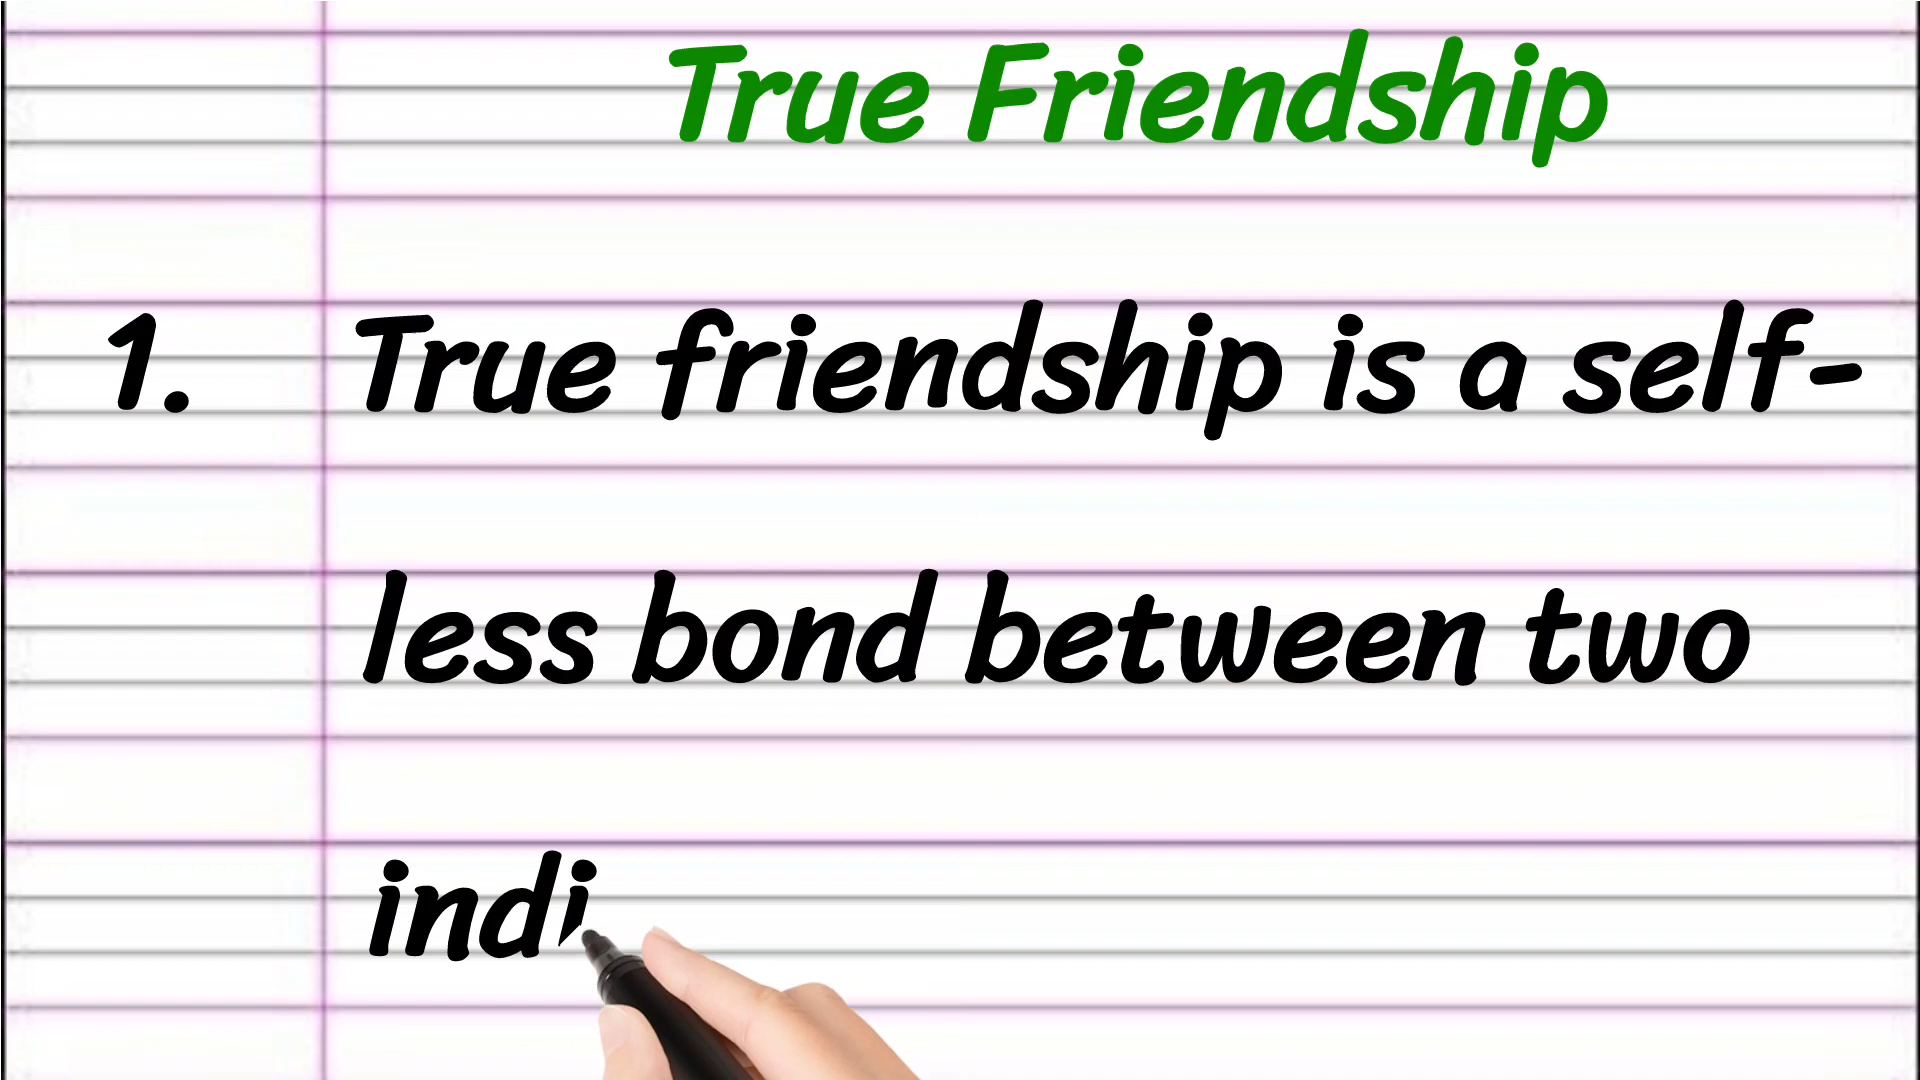 True Friendship
1. True friendship is a self-
less bond between two
indi